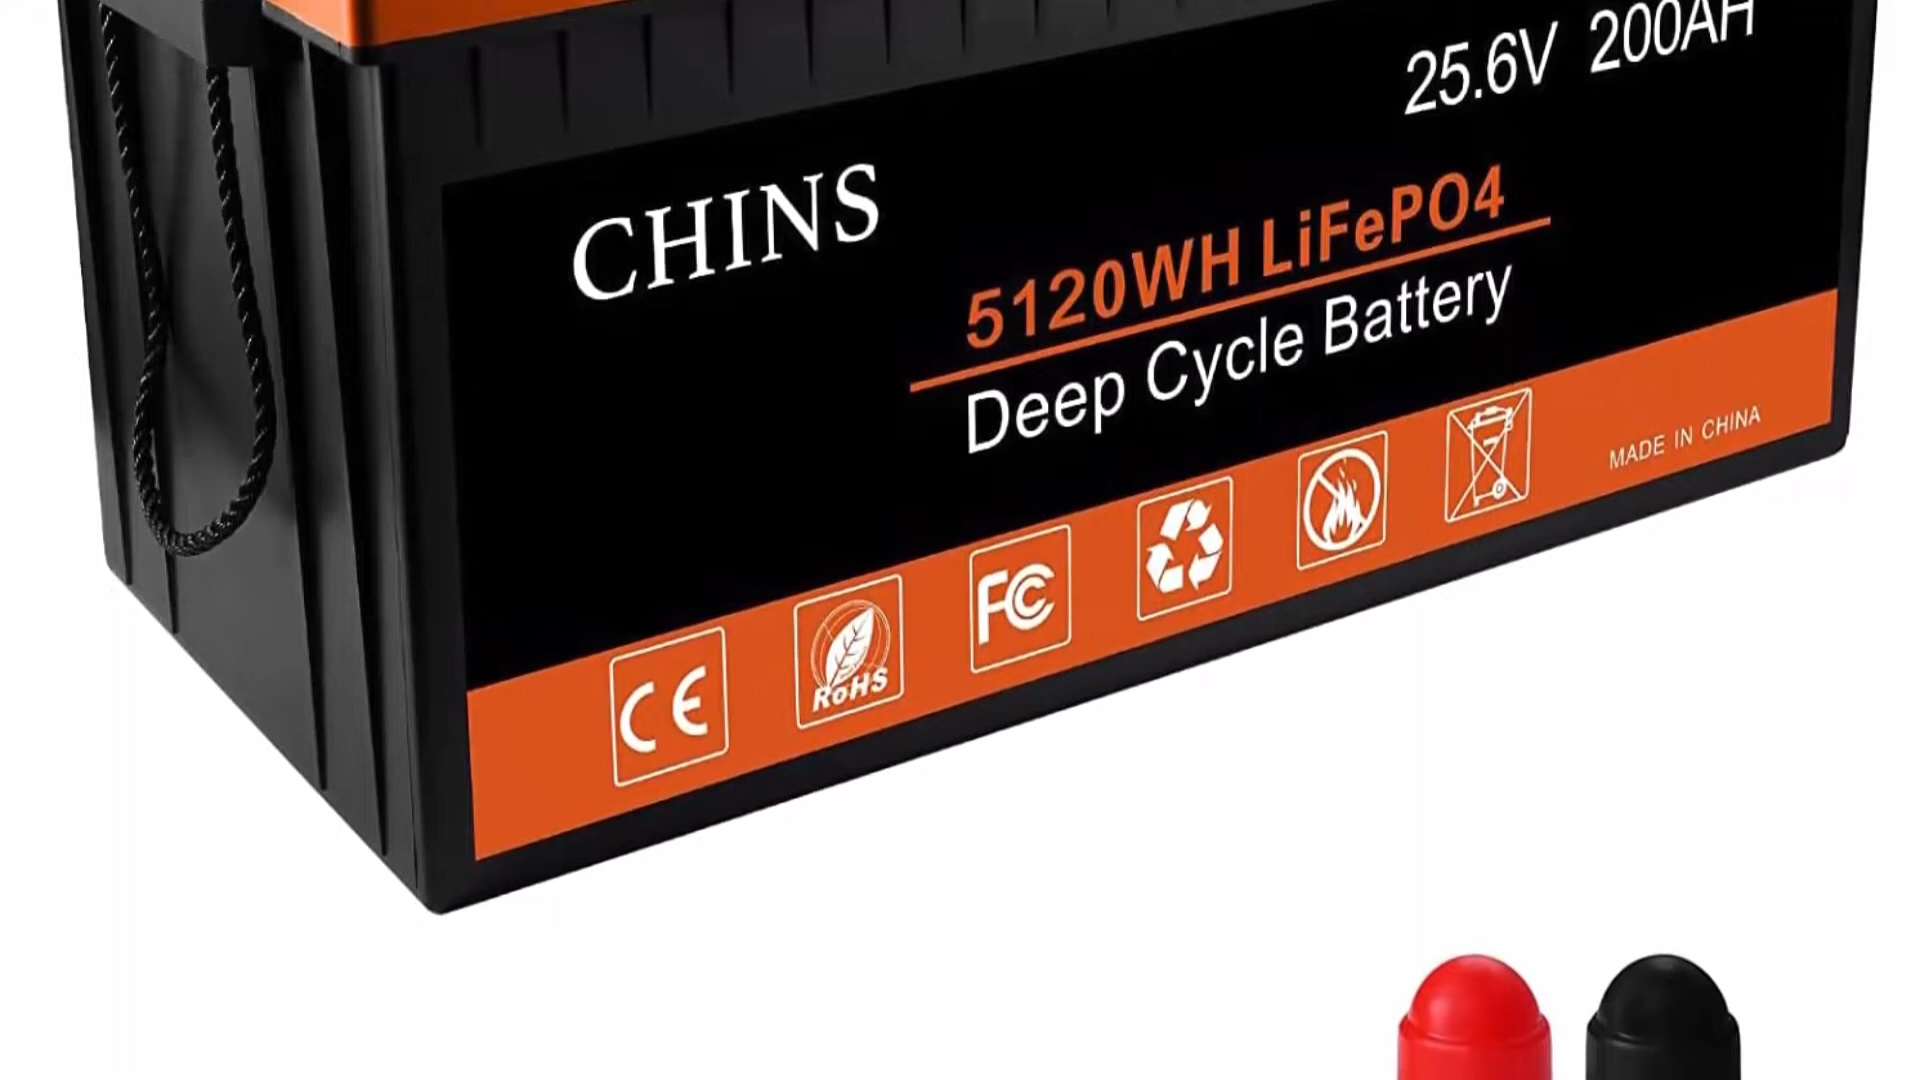 25.6V 200AH
CHINS
5120WH LiFePO4
Deep Cycle Battery
MADE IN CHINA
FC
RoHS
CE